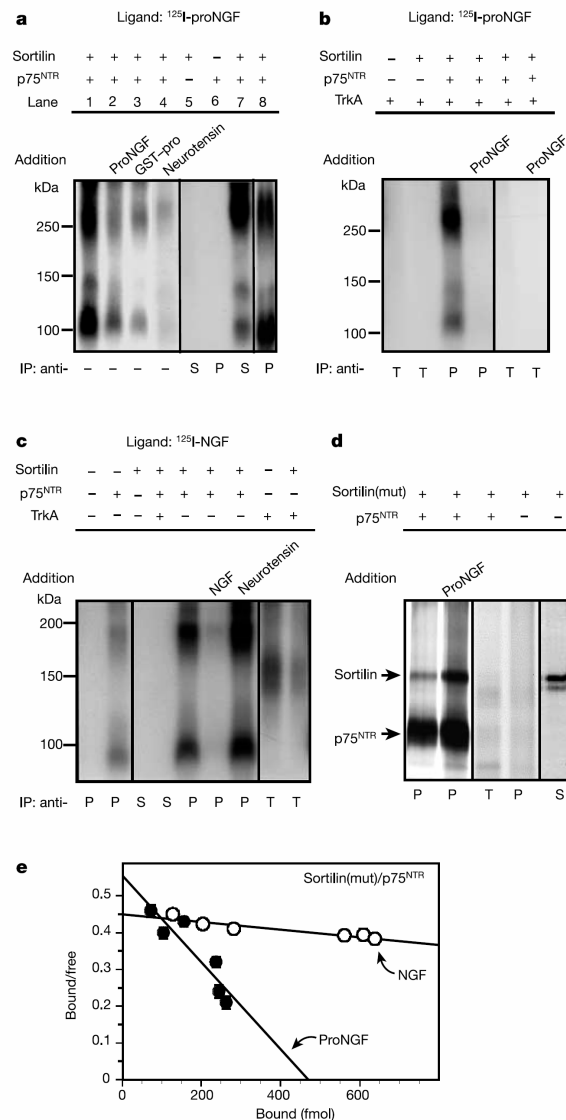 a
Ligand: ¹²⁵I-proNGF
Sortilin + + + + + – + +
p75ᴺᵀᴿ + + + + – + + +
Lane 1 2 3 4 5 6 7 8
Addition ProNGF GST–pro Neurotensin
kDa
250
150
100
IP: anti- – – – – S P S P
b
Ligand: ¹²⁵I-proNGF
Sortilin – + + + + +
p75ᴺᵀᴿ – – + + + +
TrkA + + + + + +
Addition ProNGF ProNGF
kDa
250
150
100
IP: anti- T T P P T T
c
Ligand: ¹²⁵I-NGF
Sortilin – – + + + + + – +
p75ᴺᵀᴿ – + – + + + + – +
TrkA – – – + – – – + +
Addition NGF Neurotensin
kDa
200
150
100
IP: anti- P P S S P P P T T
d
Sortilin(mut) + + + + +
p75ᴺᵀᴿ + + + – –
Addition ProNGF
Sortilin
p75ᴺᵀᴿ
P P T P S
e
Sortilin(mut)/p75ᴺᵀᴿ
Bound/free
0.5
0.4
0.3
0.2
0.1
0
NGF
ProNGF
0 200 400 600
Bound (fmol)